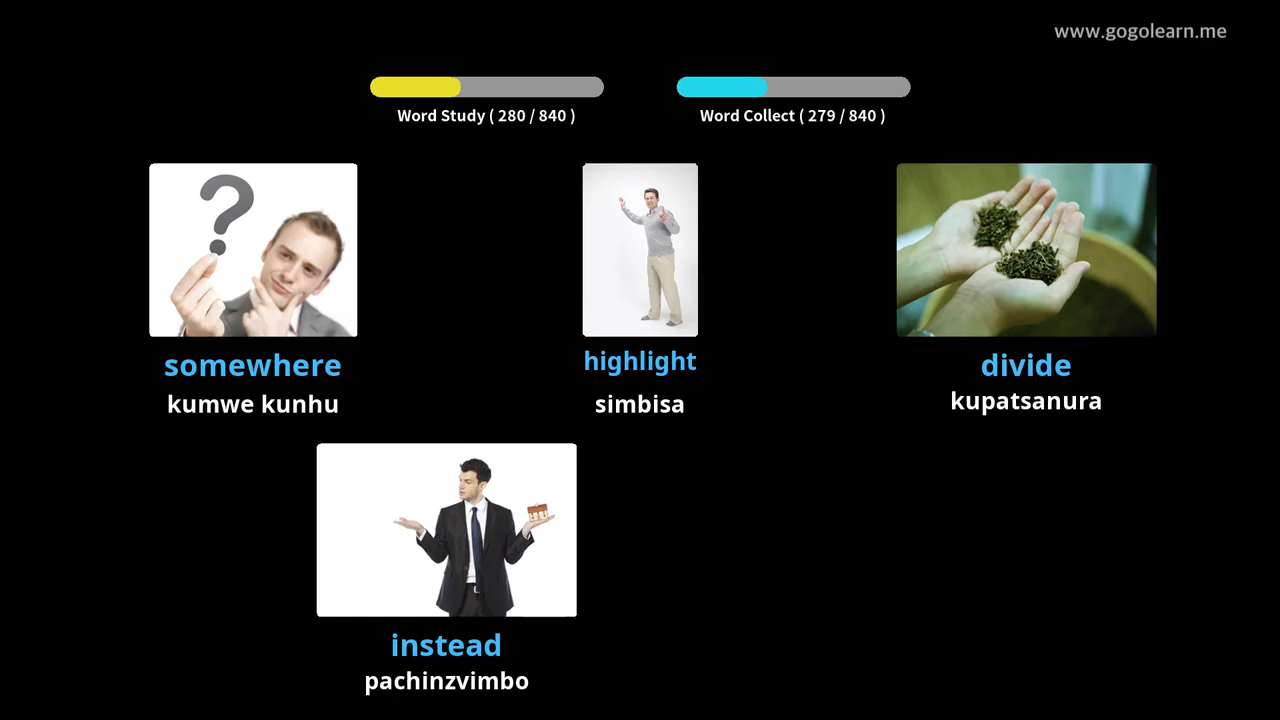 www.gogolearn.me
Word Study ( 280 / 840 )
Word Collect ( 279 / 840 )
?
somewhere
kumwe kunhu
highlight
simbisa
divide
kupatsanura
instead
pachinzvimbo